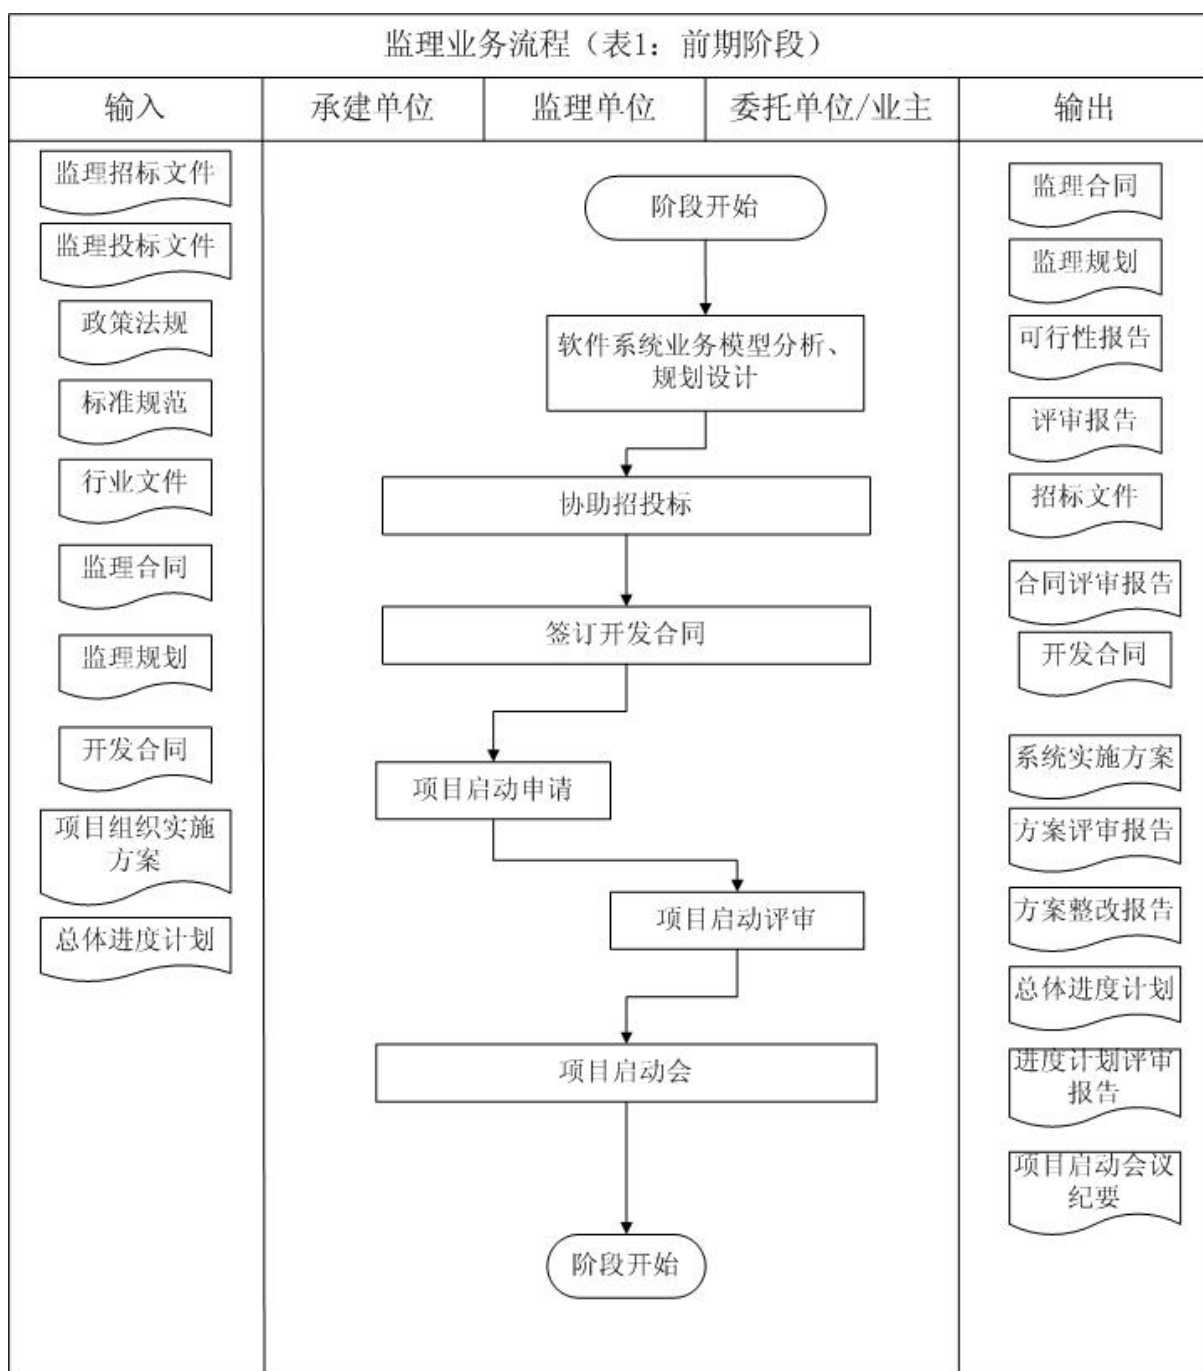 监理业务流程（表1：前期阶段）
输入
承建单位
监理单位
委托单位/业主
输出
监理招标文件
监理投标文件
政策法规
标准规范
行业文件
监理合同
监理规划
开发合同
项目组织实施
方案
总体进度计划
阶段开始
软件系统业务模型分析、
规划设计
协助招投标
签订开发合同
项目启动申请
项目启动评审
项目启动会
阶段开始
监理合同
监理规划
可行性报告
评审报告
招标文件
合同评审报告
开发合同
系统实施方案
方案评审报告
方案整改报告
总体进度计划
进度计划评审
报告
项目启动会议
纪要